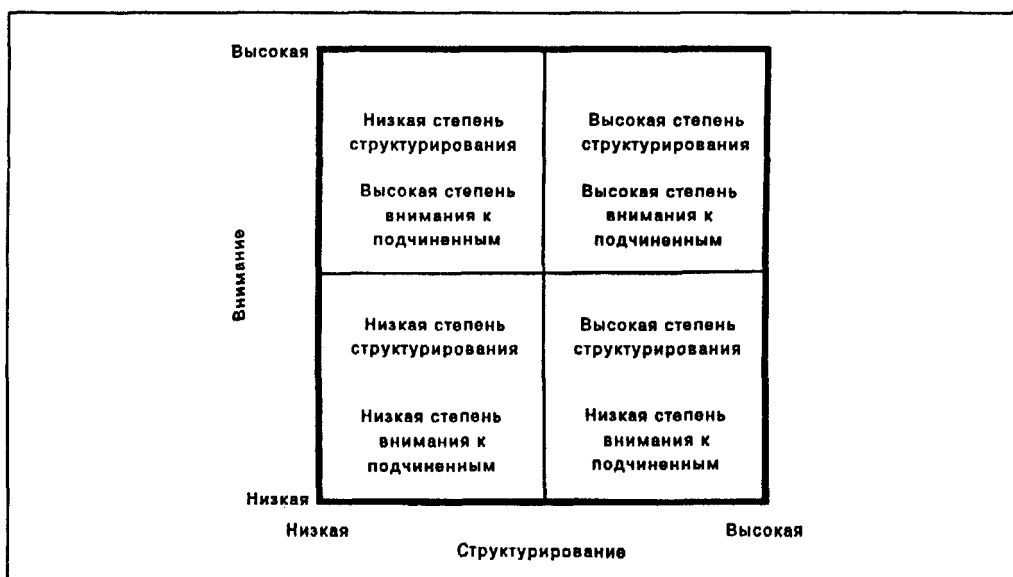 Высокая
Низкая степень
структурирования
Высокая степень
внимания к
подчиненным
Высокая степень
структурирования
Высокая степень
внимания к
подчиненным
Внимание
Низкая степень
структурирования
Низкая степень
внимания к
подчиненным
Высокая степень
структурирования
Низкая степень
внимания к
подчиненным
Низкая
Низкая
Высокая
Структурирование